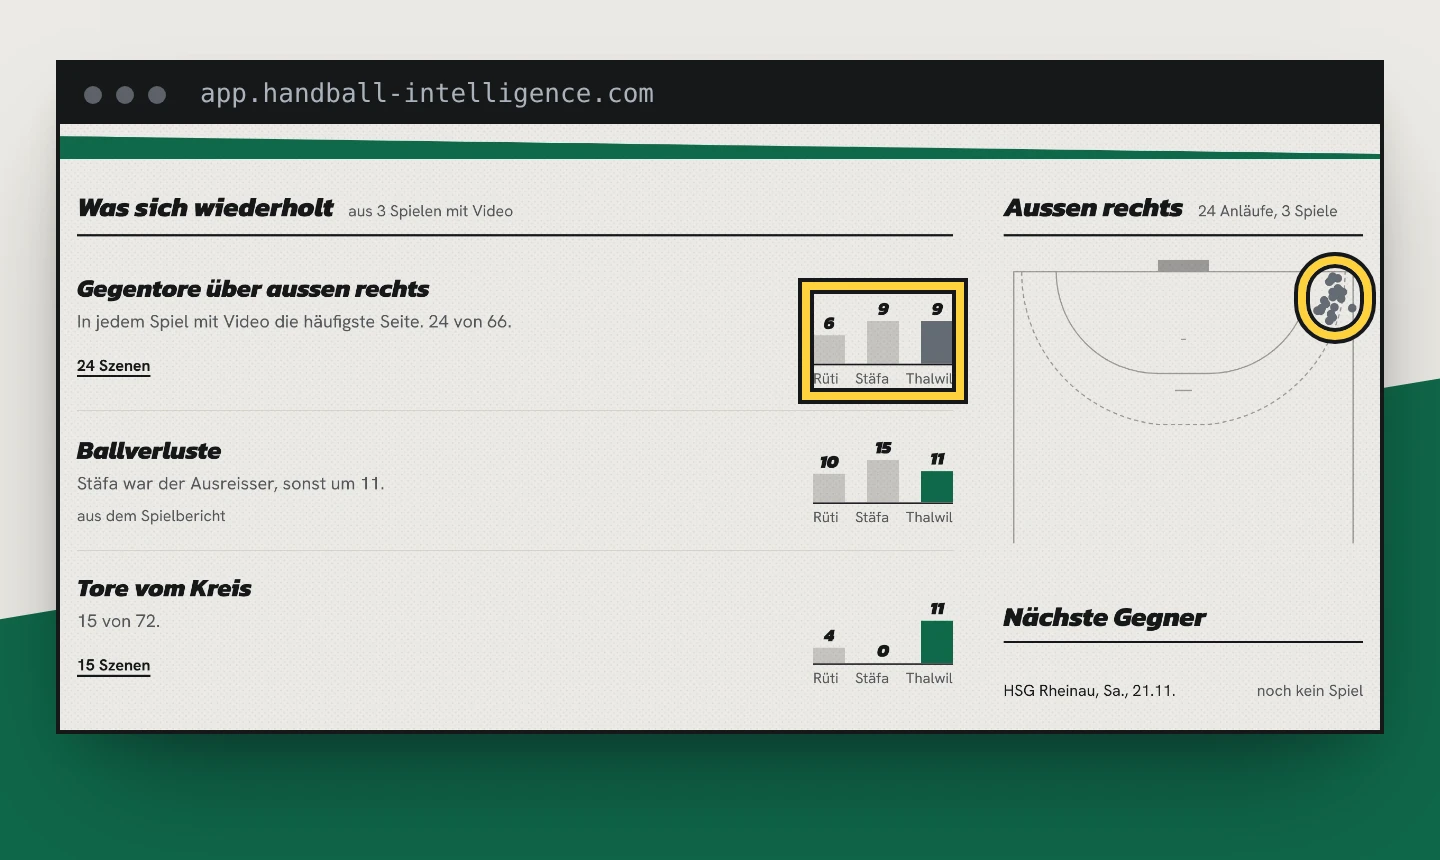 app.handball-intelligence.com
Was sich wiederholt aus 3 Spielen mit Video
Gegentore über aussen rechts
In jedem Spiel mit Video die häufigste Seite. 24 von 66.
24 Szenen
6 9 9
Rüti Stäfa Thalwil
Ballverluste
Stäfa war der Ausreisser, sonst um 11.
aus dem Spielbericht
10 15 11
Rüti Stäfa Thalwil
Tore vom Kreis
15 von 72.
15 Szenen
4 0 11
Rüti Stäfa Thalwil
Aussen rechts 24 Anläufe, 3 Spiele
Nächste Gegner
HSG Rheinau, Sa., 21.11. noch kein Spiel